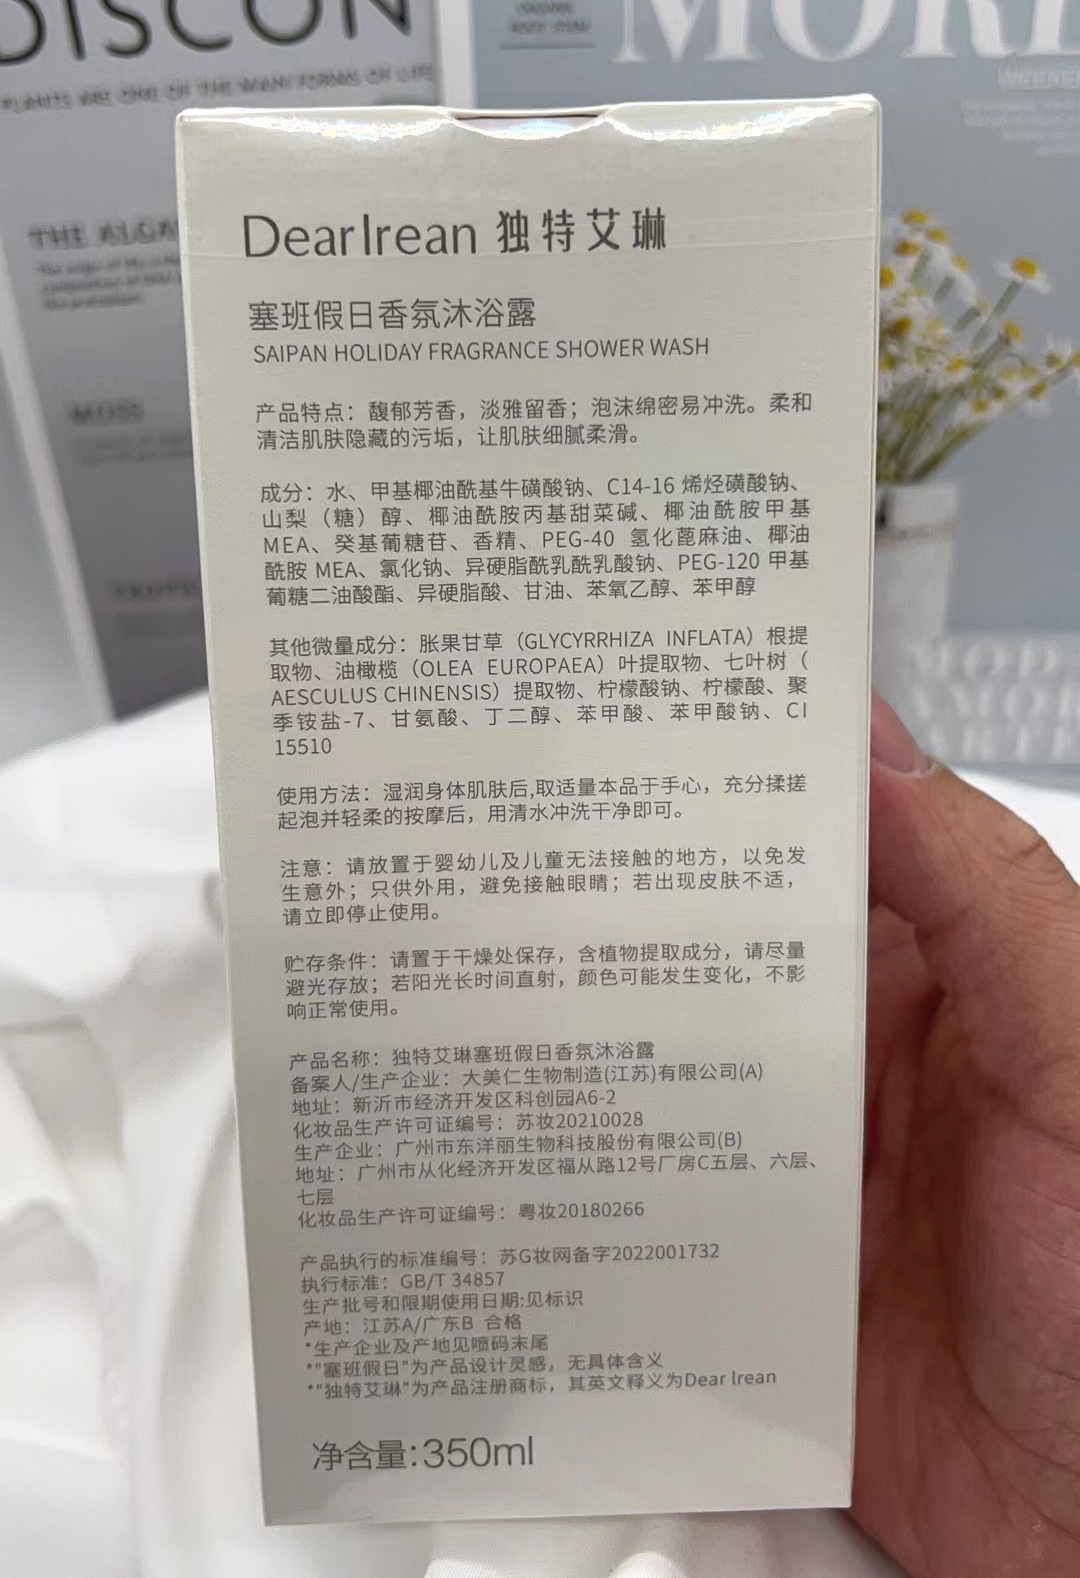 DISCON
PLANTS ARE ONE OF THE MANY FORMS OF LIFE
MORE
THE ALGA
MOSS
DearIrean 独特艾琳
塞班假日香氛沐浴露
SAIPAN HOLIDAY FRAGRANCE SHOWER WASH
产品特点：馥郁芳香，淡雅留香；泡沫绵密易冲洗。柔和
清洁肌肤隐藏的污垢，让肌肤细腻柔滑。
成分：水、甲基椰油酰基牛磺酸钠、C14-16 烯烃磺酸钠、
山梨（糖）醇、椰油酰胺丙基甜菜碱、椰油酰胺甲基
MEA、癸基葡糖苷、香精、PEG-40 氢化蓖麻油、椰油
酰胺 MEA、氯化钠、异硬脂酰乳酰乳酸钠、PEG-120 甲基
葡糖二油酸酯、异硬脂酸、甘油、苯氧乙醇、苯甲醇
其他微量成分：胀果甘草（GLYCYRRHIZA INFLATA）根提
取物、油橄榄（OLEA EUROPAEA）叶提取物、七叶树（
AESCULUS CHINENSIS）提取物、柠檬酸钠、柠檬酸、聚
季铵盐-7、甘氨酸、丁二醇、苯甲酸、苯甲酸钠、CI
15510
使用方法：湿润身体肌肤后,取适量本品于手心，充分揉搓
起泡并轻柔的按摩后，用清水冲洗干净即可。
注意：请放置于婴幼儿及儿童无法接触的地方，以免发
生意外；只供外用，避免接触眼睛；若出现皮肤不适，
请立即停止使用。
贮存条件：请置于干燥处保存，含植物提取成分，请尽量
避光存放；若阳光长时间直射，颜色可能发生变化，不影
响正常使用。
产品名称：独特艾琳塞班假日香氛沐浴露
备案人/生产企业：大美仁生物制造(江苏)有限公司(A)
地址：新沂市经济开发区科创园A6-2
化妆品生产许可证编号：苏妆20210028
生产企业：广州市东洋丽生物科技股份有限公司(B)
地址：广州市从化经济开发区福从路12号厂房C五层、六层、
七层
化妆品生产许可证编号：粤妆20180266
产品执行的标准编号：苏G妆网备字2022001732
执行标准：GB/T 34857
生产批号和限期使用日期:见标识
产地：江苏A/广东B 合格
*生产企业及产地见喷码末尾
*"塞班假日"为产品设计灵感，无具体含义
*"独特艾琳"为产品注册商标，其英文释义为Dear Irean
净含量:350ml